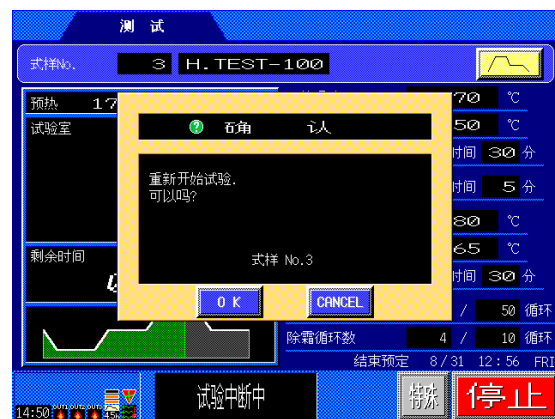 测 试
式样No. 3 H.TEST-100
预热 17
70 ℃
试验室
50 ℃
时间 30 分
时间 5 分
80 ℃
65 ℃
时间 30 分
剩余时间
确 认
重新开始试验.
可以吗?
式样 No.3
O K CANCEL
/ 50 循环
除霜循环数 4 / 10 循环
结束预定 8/31 12:56 FRI
试验中断中
特殊
停止
14:50 OUT1 OUT2 OUT3